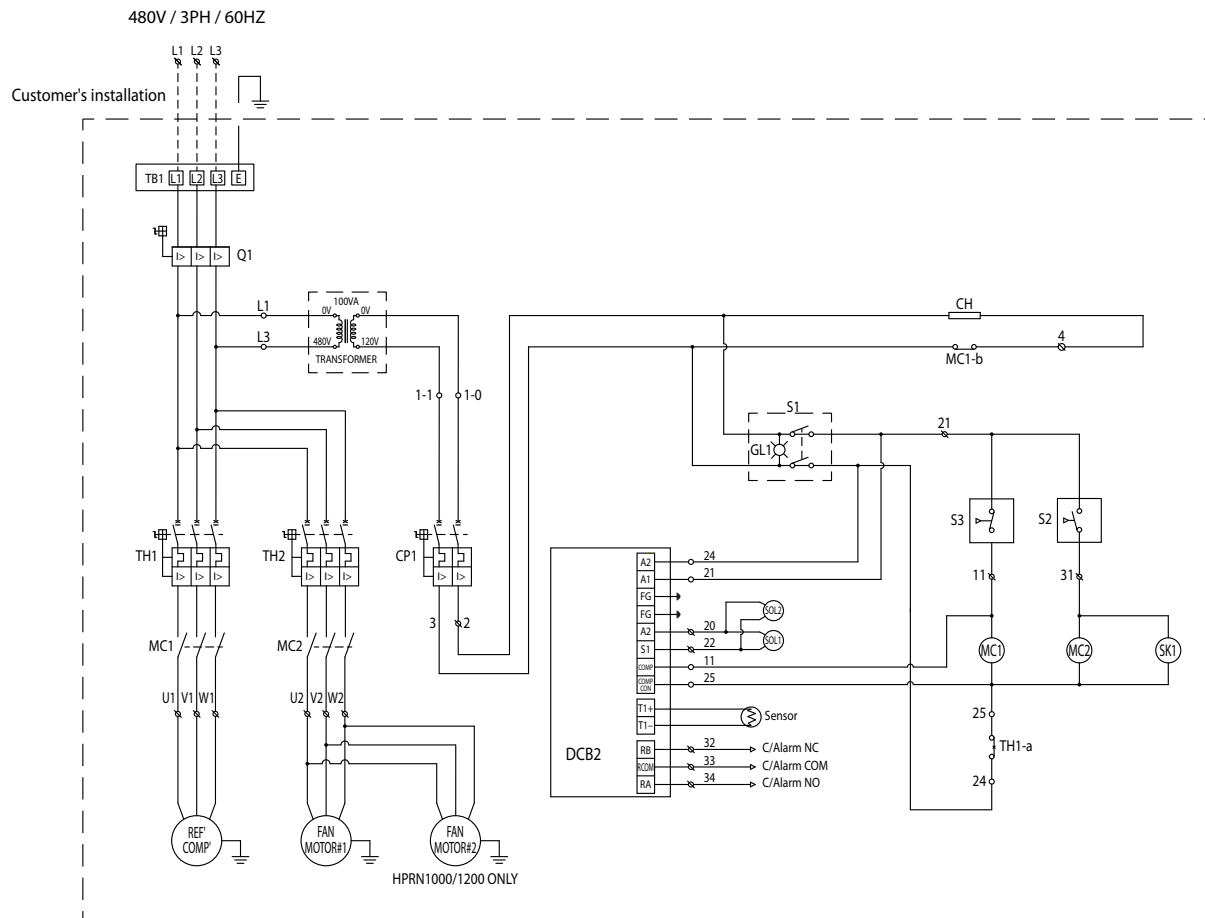 480V / 3PH / 60HZ
L1 L2 L3
Customer's installation
TB1 L1 L2 L3 E
I> I> I> Q1
L1
L3
100VA
0V 0V
480V 120V
TRANSFORMER
CH
MC1-b
4
1-1 1-0
S1
GL1
21
S3
S2
TH1
I> I> I>
TH2
I> I> I>
CP1
I> I>
11
31
3 2
MC1
MC2
MC1
MC2
SK1
U1 V1 W1
U2 V2 W2
DCB2
A2 24
A1 21
FG
FG
A2 20
S1 22
COMP 11
COMP CON 25
SOL2
SOL1
T1+
T1−
Sensor
RB 32 C/Alarm NC
RCOM 33 C/Alarm COM
RA 34 C/Alarm NO
25
TH1-a
24
REF'
COMP'
FAN
MOTOR#1
FAN
MOTOR#2
HPRN1000/1200 ONLY